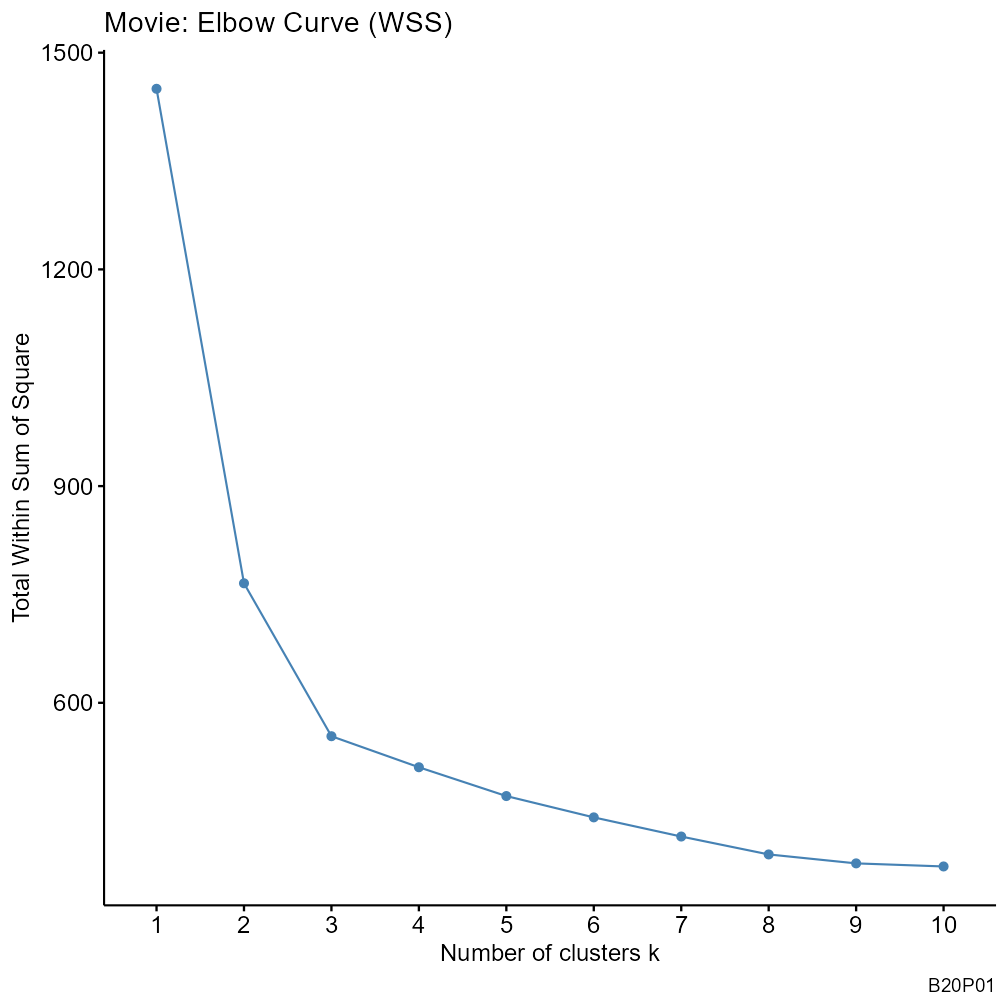 Movie: Elbow Curve (WSS)
1500
1200
900
600
Total Within Sum of Square
1 2 3 4 5 6 7 8 9 10
Number of clusters k
B20P01